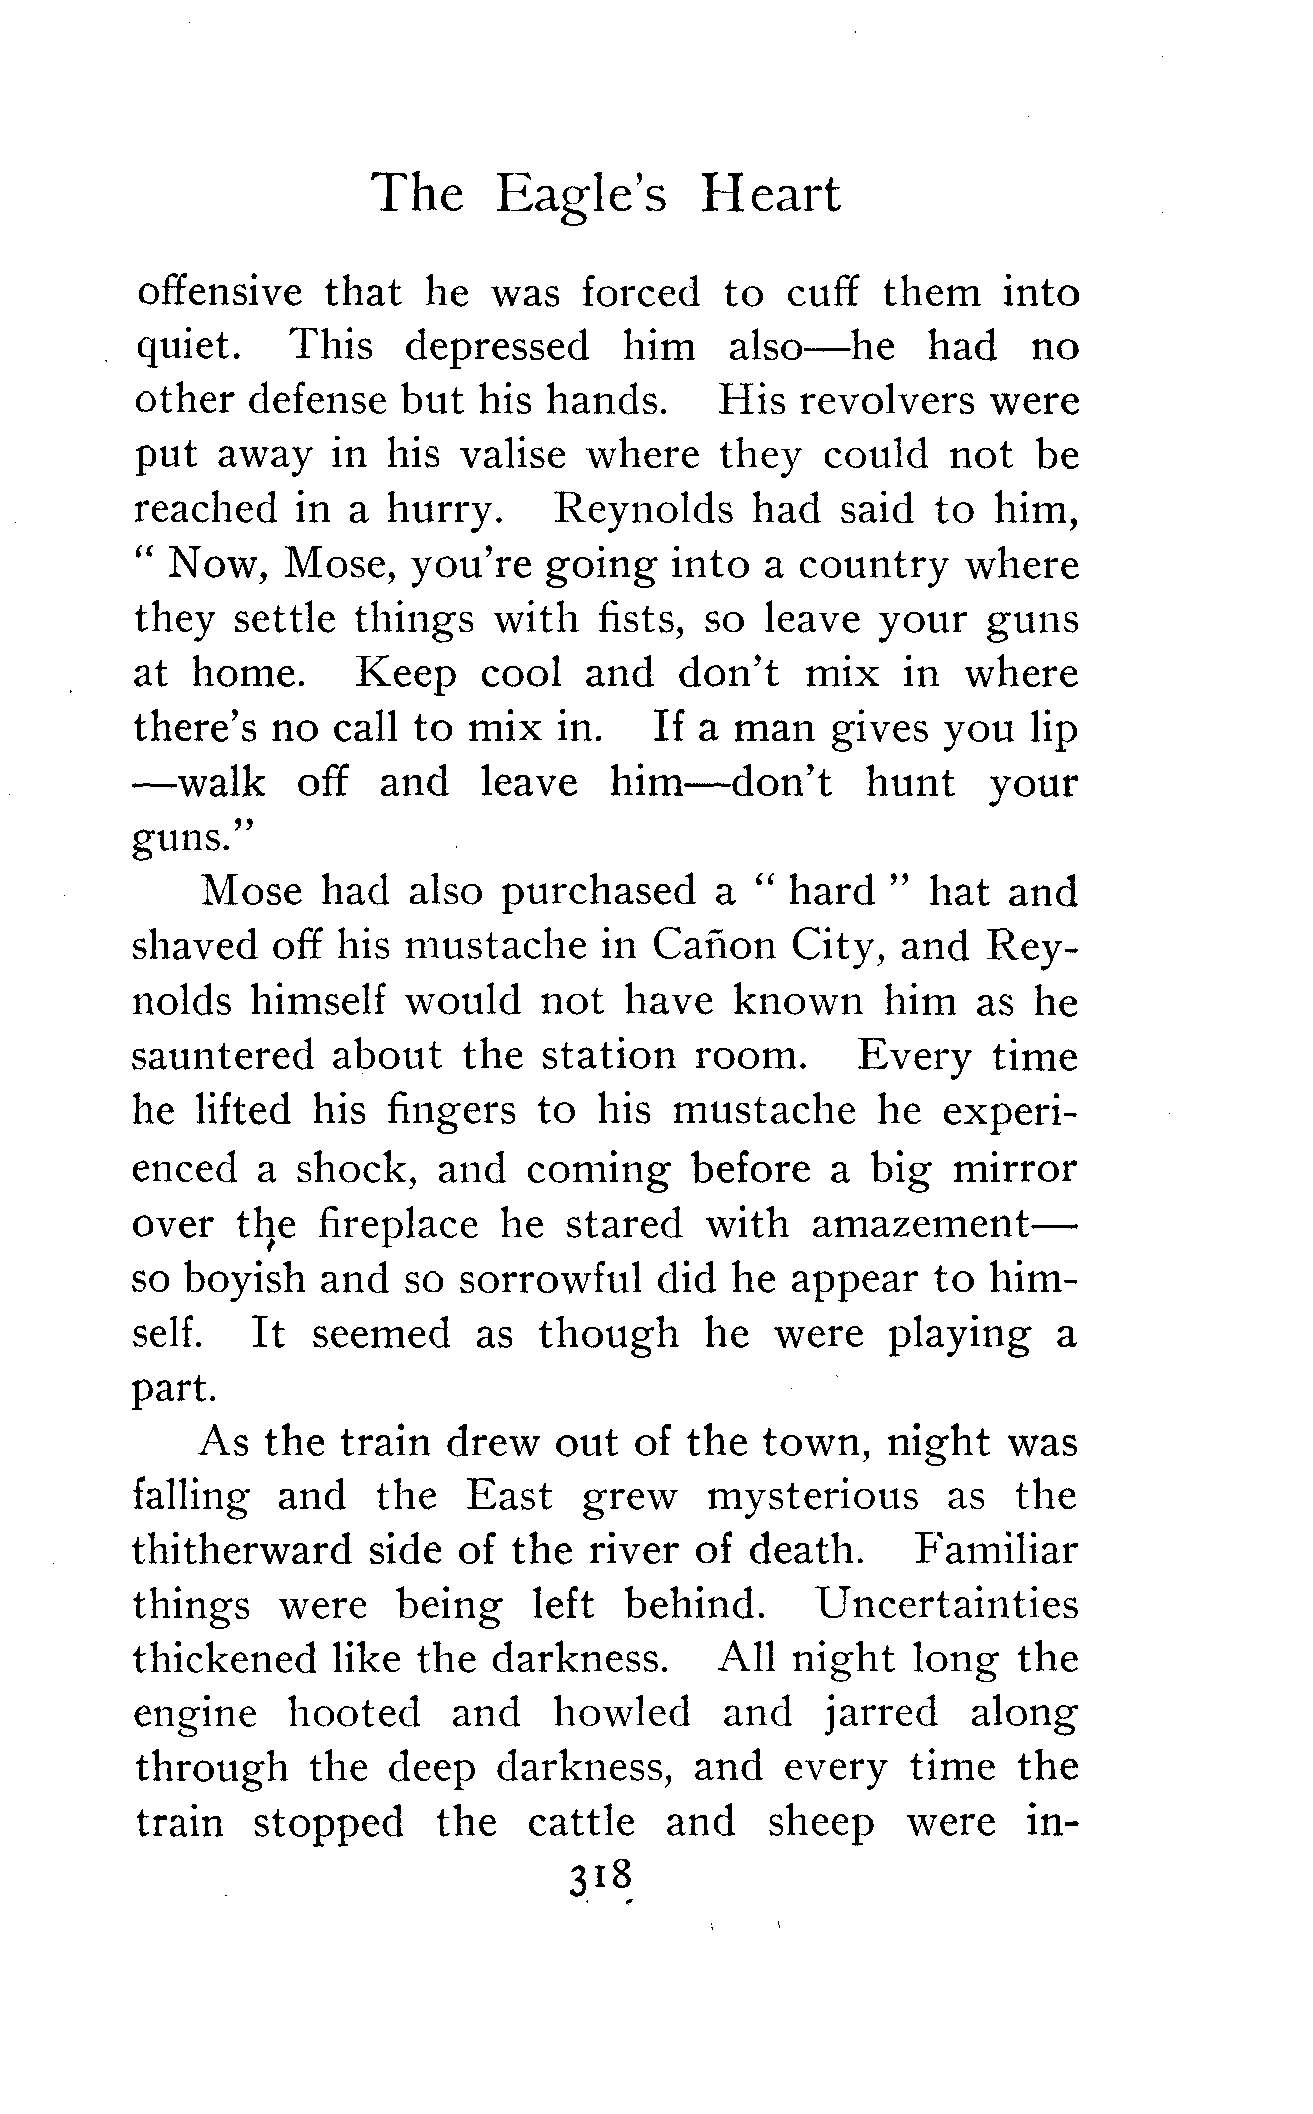 The Eagle's Heart
offensive that he was forced to cuff them into
quiet. This depressed him also—he had no
other defense but his hands. His revolvers were
put away in his valise where they could not be
reached in a hurry. Reynolds had said to him,
" Now, Mose, you're going into a country where
they settle things with fists, so leave your guns
at home. Keep cool and don't mix in where
there's no call to mix in. If a man gives you lip
—walk off and leave him—don't hunt your
guns."
Mose had also purchased a " hard " hat and
shaved off his mustache in Cañon City, and Rey-
nolds himself would not have known him as he
sauntered about the station room. Every time
he lifted his fingers to his mustache he experi-
enced a shock, and coming before a big mirror
over the fireplace he stared with amazement—
so boyish and so sorrowful did he appear to him-
self. It seemed as though he were playing a
part.
As the train drew out of the town, night was
falling and the East grew mysterious as the
thitherward side of the river of death. Familiar
things were being left behind. Uncertainties
thickened like the darkness. All night long the
engine hooted and howled and jarred along
through the deep darkness, and every time the
train stopped the cattle and sheep were in-
318